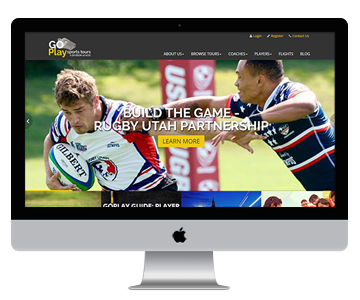 Login Register Contact Us
GO
Play sports tours
ABOUT US BROWSE TOURS COACHES PLAYERS FLIGHTS BLOG
BUILD THE GAME -
RUGBY UTAH PARTNERSHIP
LEARN MORE
GILBERT
GOPLAY GUIDE: PLAYER